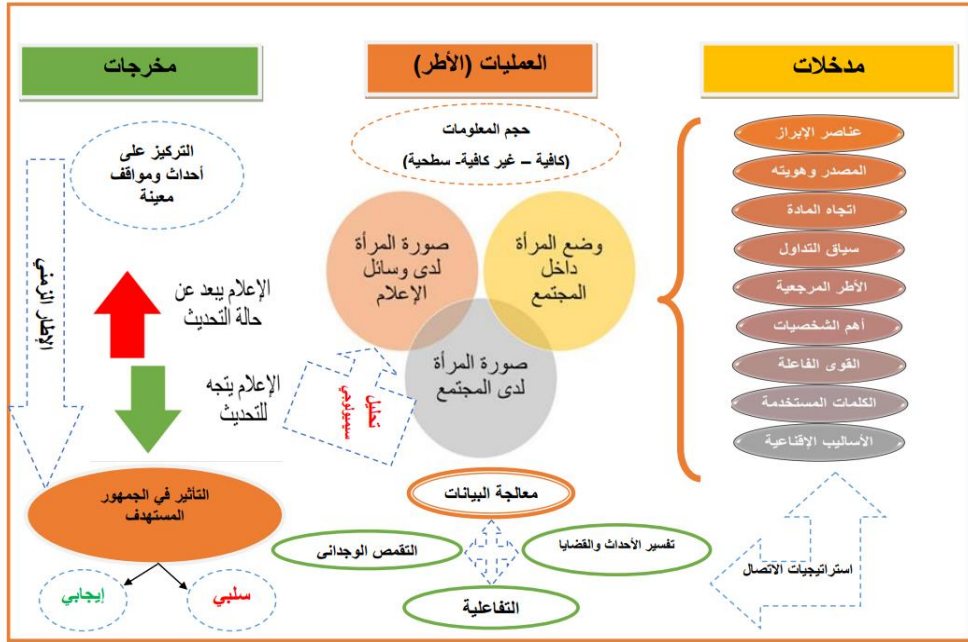 مدخلات
عناصر الإبراز
المصدر وهويته
اتجاه المادة
سياق التداول
الأطر المرجعية
أهم الشخصيات
القوى الفاعلة
الكلمات المستخدمة
الأساليب الإقناعية
استراتيجيات الاتصال
العمليات (الأطر)
حجم المعلومات
(كافية – غير كافية- سطحية)
وضع المرأة
داخل
المجتمع
صورة المرأة
لدى وسائل
الإعلام
صورة المرأة
لدى المجتمع
تحليل
سيميولوجي
معالجة البيانات
تفسير الأحداث والقضايا
التقمص الوجدانى
التفاعلية
مخرجات
التركيز على
أحداث ومواقف
معينة
الإعلام يبعد عن
حالة التحديث
الإعلام يتجه
للتحديث
الإطار الزمني
التأثير في الجمهور
المستهدف
سلبي
إيجابي